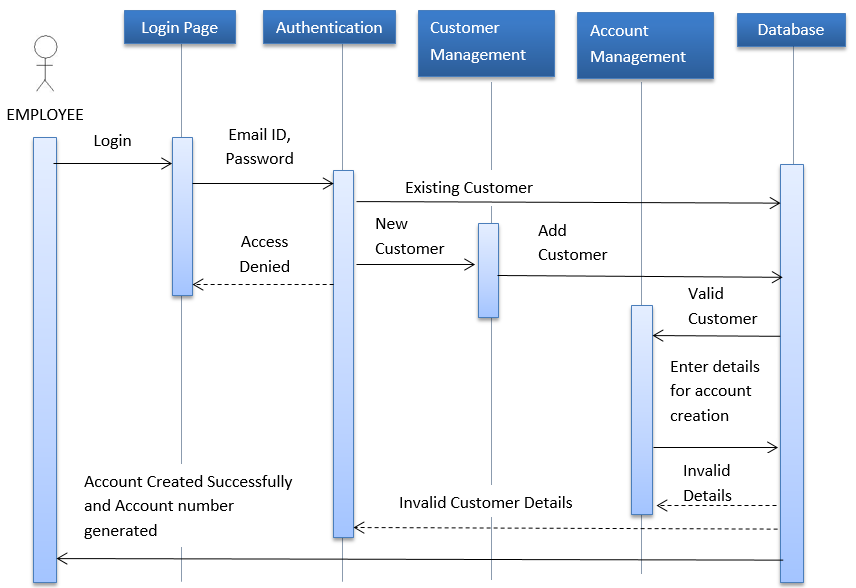 Login Page
Authentication
Customer
Management
Account
Management
Database
EMPLOYEE
Login
Email ID,
Password
Existing Customer
New
Customer
Add
Customer
Access
Denied
Valid
Customer
Enter details
for account
creation
Invalid
Details
Account Created Successfully
and Account number
generated
Invalid Customer Details